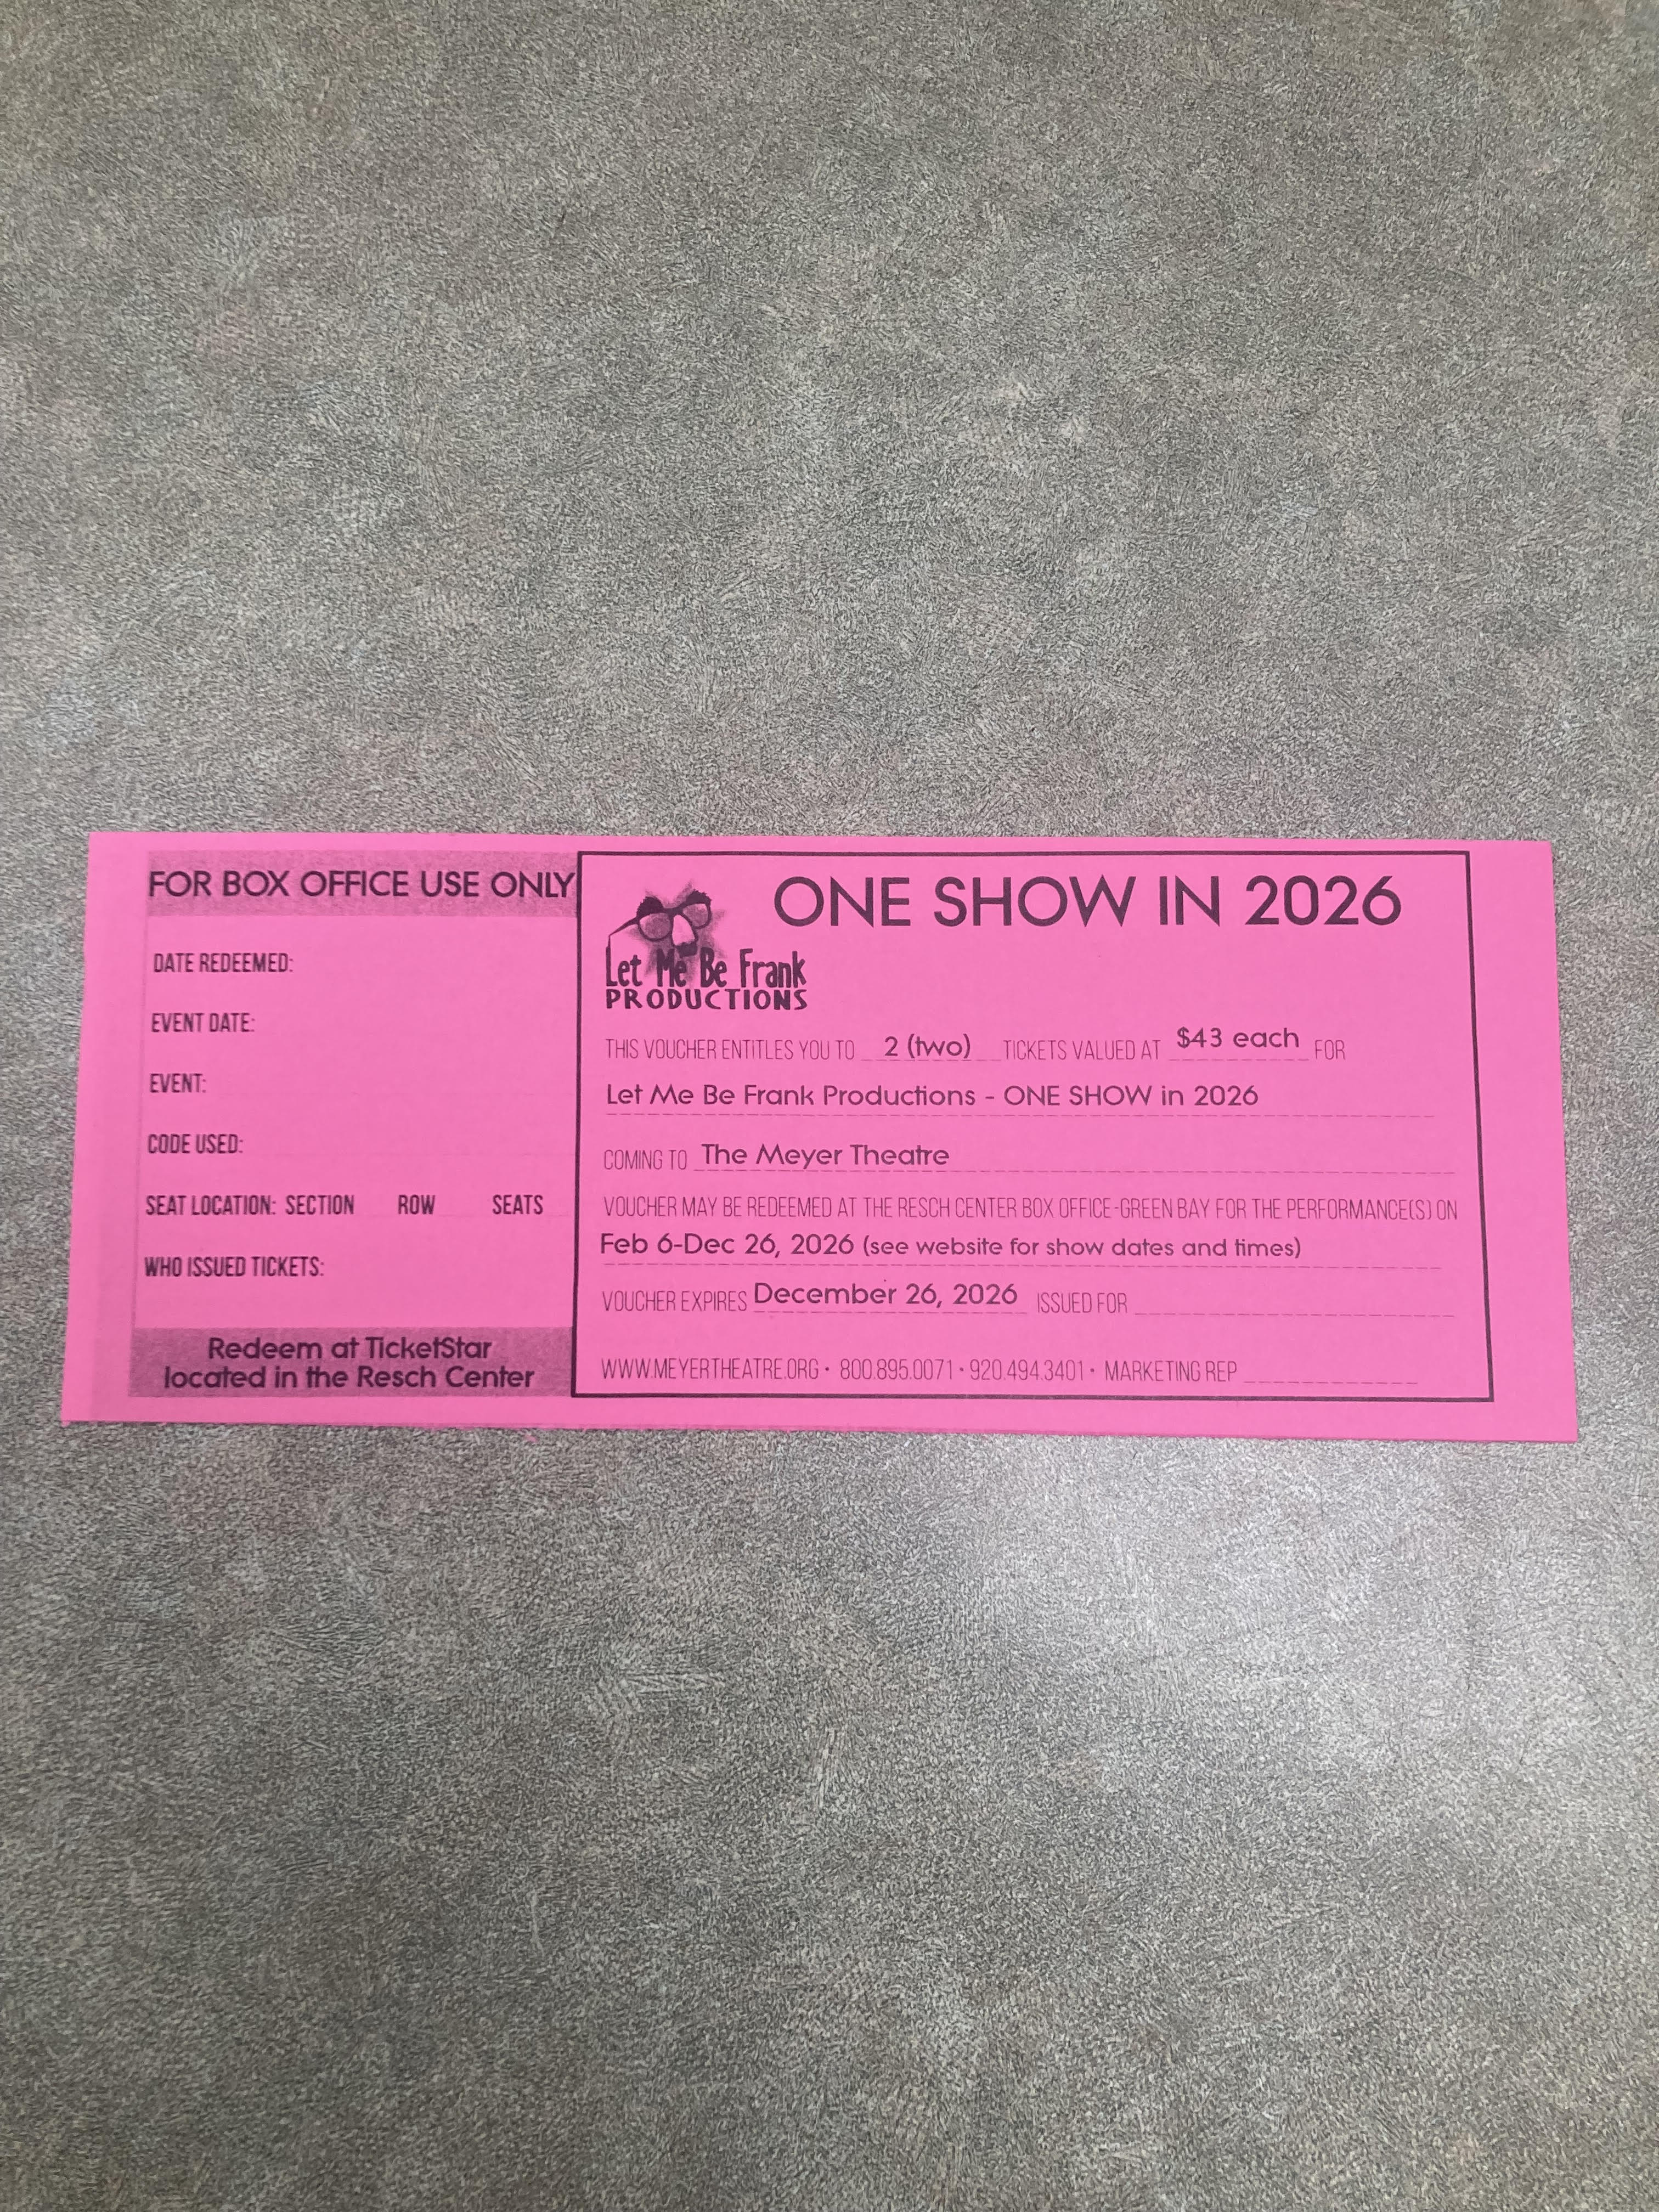 FOR BOX OFFICE USE ONLY
DATE REDEEMED:
EVENT DATE:
EVENT:
CODE USED:
SEAT LOCATION: SECTION ROW SEATS
WHO ISSUED TICKETS:
Redeem at TicketStar
located in the Resch Center
ONE SHOW IN 2026
Let Me Be Frank
PRODUCTIONS
THIS VOUCHER ENTITLES YOU TO 2 (two) TICKETS VALUED AT $43 each FOR
Let Me Be Frank Productions - ONE SHOW in 2026
COMING TO The Meyer Theatre
VOUCHER MAY BE REDEEMED AT THE RESCH CENTER BOX OFFICE-GREEN BAY FOR THE PERFORMANCE(S) ON
Feb 6-Dec 26, 2026 (see website for show dates and times)
VOUCHER EXPIRES December 26, 2026 ISSUED FOR
WWW.MEYERTHEATRE.ORG • 800.895.0071 • 920.494.3401 • MARKETING REP